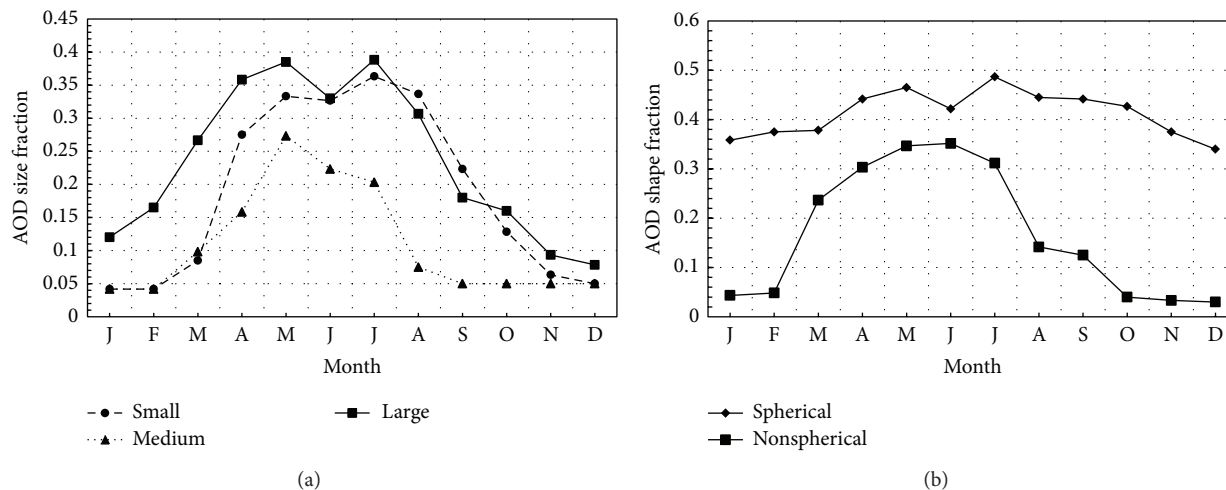 AOD size fraction
0.45
0.4
0.35
0.3
0.25
0.2
0.15
0.1
0.05
0
J F M A M J J A S O N D
Month
Small
Medium
Large
(a)
AOD shape fraction
0.6
0.5
0.4
0.3
0.2
0.1
0
J F M A M J J A S O N D
Month
Spherical
Nonspherical
(b)